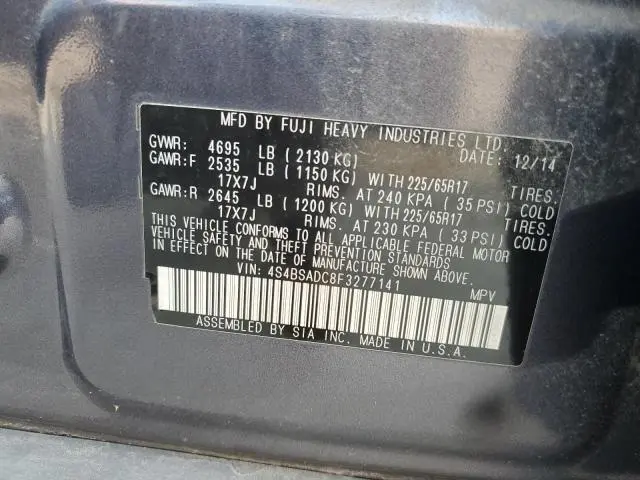 MFD BY FUJI HEAVY INDUSTRIES LTD.
GVWR: 4695 LB ( 2130 KG) DATE: 12/14
GAWR:F 2535 LB ( 1150 KG) WITH 225/65R17 TIRES.
17X7J RIMS. AT 240 KPA ( 35 PSI) COLD
GAWR:R 2645 LB ( 1200 KG) WITH 225/65R17 TIRES.
17X7J RIMS. AT 230 KPA ( 33 PSI) COLD
THIS VEHICLE CONFORMS TO ALL APPLICABLE FEDERAL MOTOR
VEHICLE SAFETY AND THEFT PREVENTION STANDARDS
IN EFFECT ON THE DATE OF MANUFACTURE SHOWN ABOVE.
VIN: 4S4BSADC8F3277141 MPV
ASSEMBLED BY SIA INC. MADE IN U.S.A.